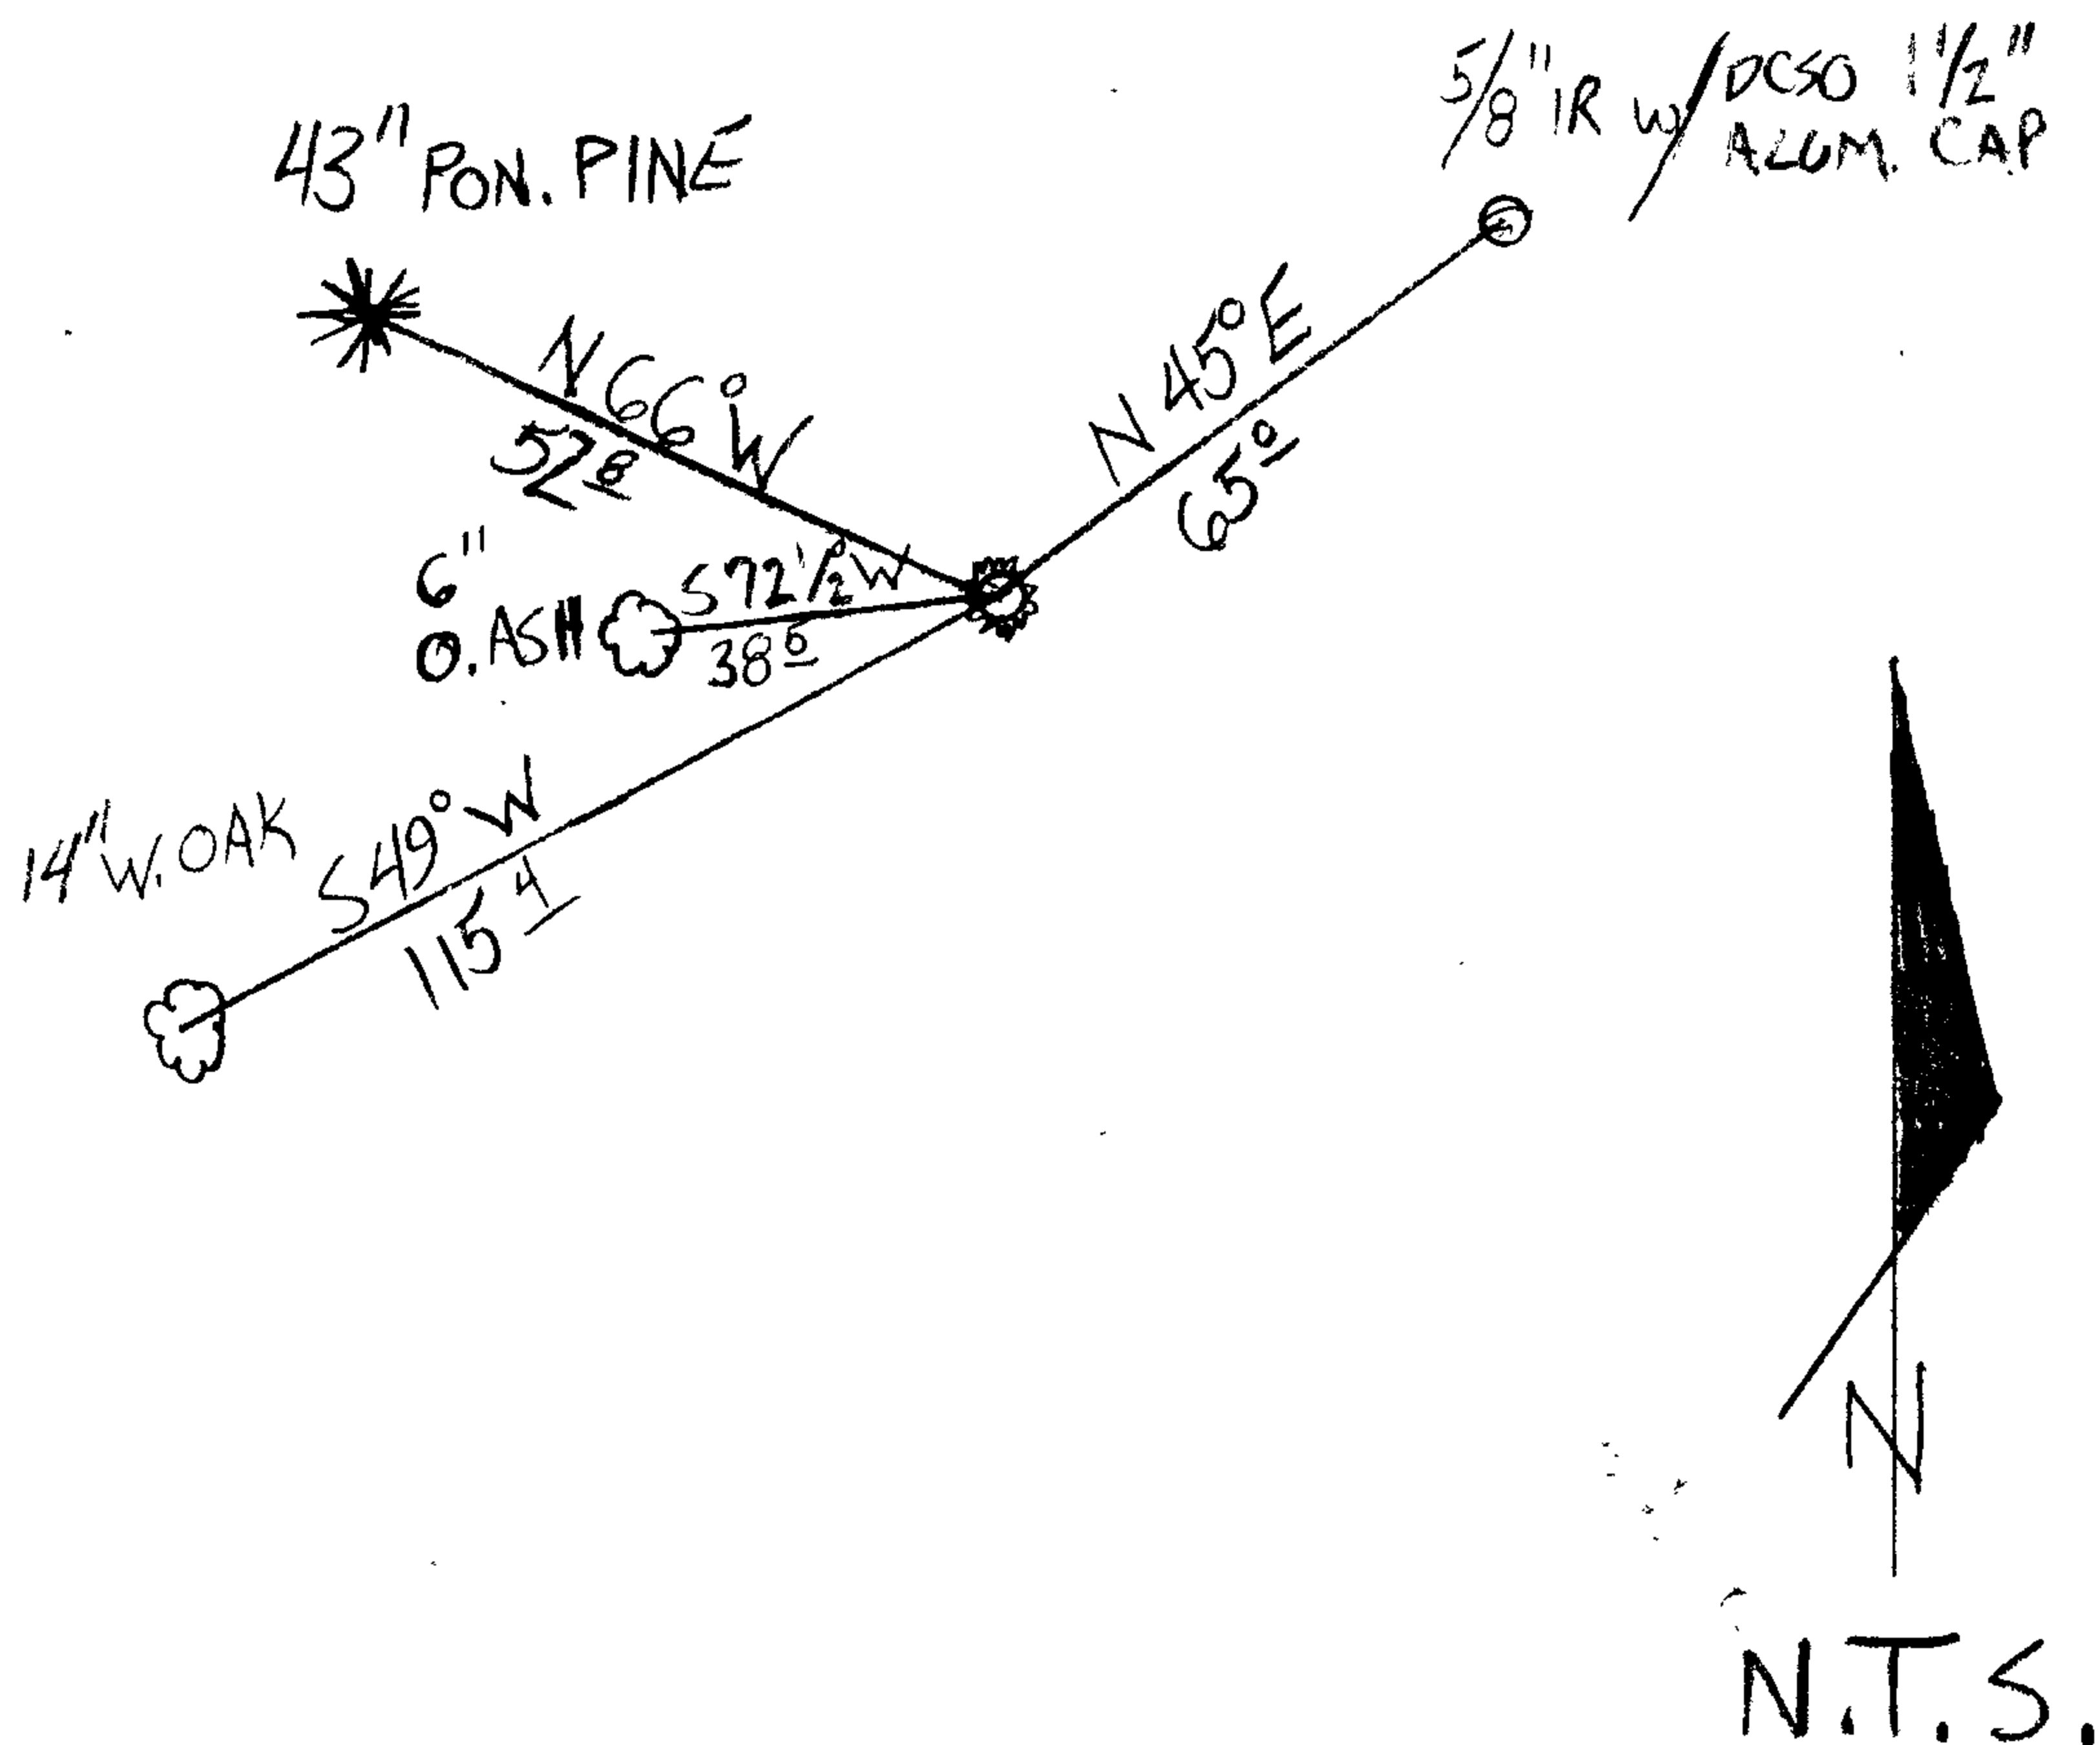 5/8" IR w/ DCSO 1 1/2"
AZUM. CAP
43" PON. PINE
N 66° W
52 8
N 45° E
65 0
6"
O. ASH
S 72 1/2° W
38 5
14" W. OAK
S 49° W
115 4
N
N.T.S.